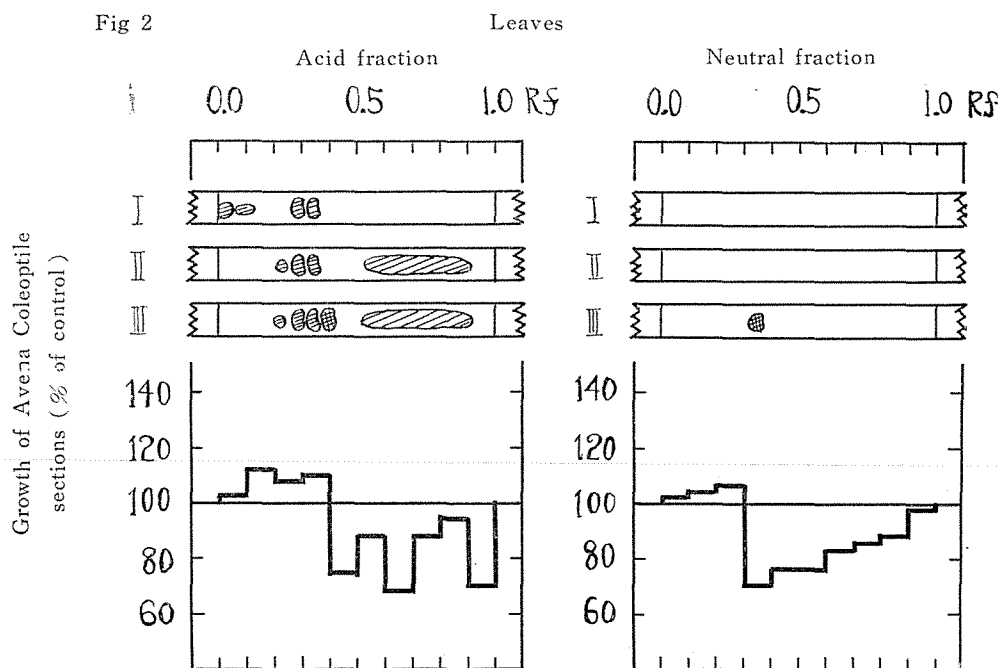 Fig 2
Leaves
Acid fraction
Neutral fraction
0.0 0.5 1.0 Rf
0.0 0.5 1.0 Rf
I
II
III
I
II
III
Growth of Avena Coleoptile
sections (% of control)
140
120
100
80
60
140
120
100
80
60